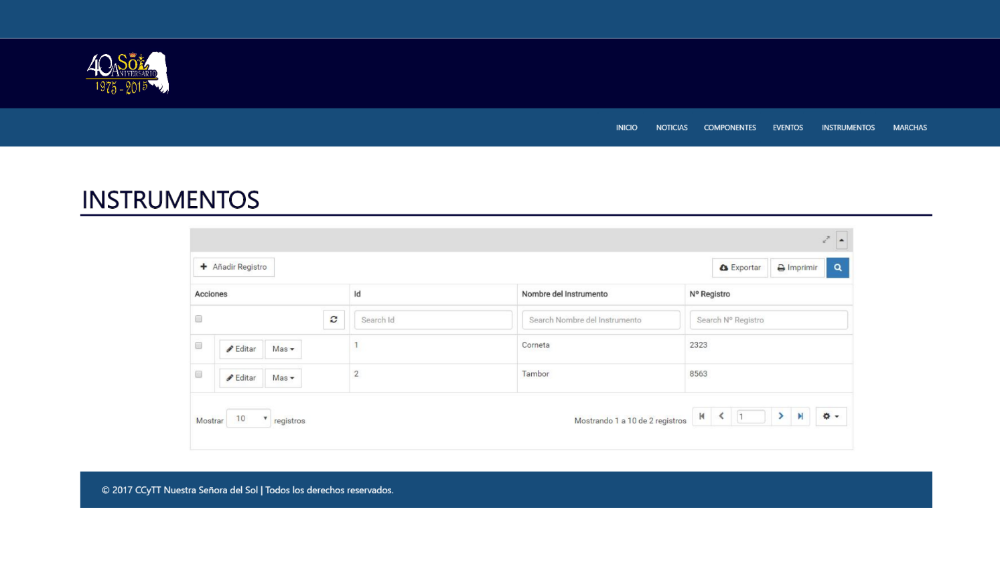 40 Sol
ANIVERSARIO
1975 - 2015
INICIO NOTICIAS COMPONENTES EVENTOS INSTRUMENTOS MARCHAS
INSTRUMENTOS
Añadir Registro Exportar Imprimir
Acciones Id Nombre del Instrumento Nº Registro
Search Id Search Nombre del Instrumento Search Nº Registro
Editar Mas 1 Corneta 2323
Editar Mas 2 Tambor 8563
Mostrar 10 registros Mostrando 1 a 10 de 2 registros 1
© 2017 CCyTT Nuestra Señora del Sol | Todos los derechos reservados.